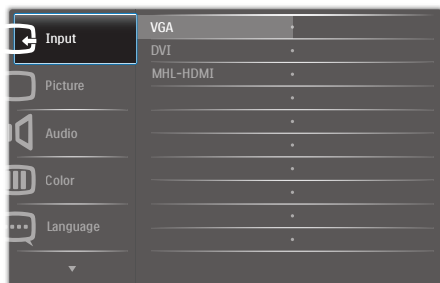 Input
Picture
Audio
Color
Language
VGA
DVI
MHL-HDMI